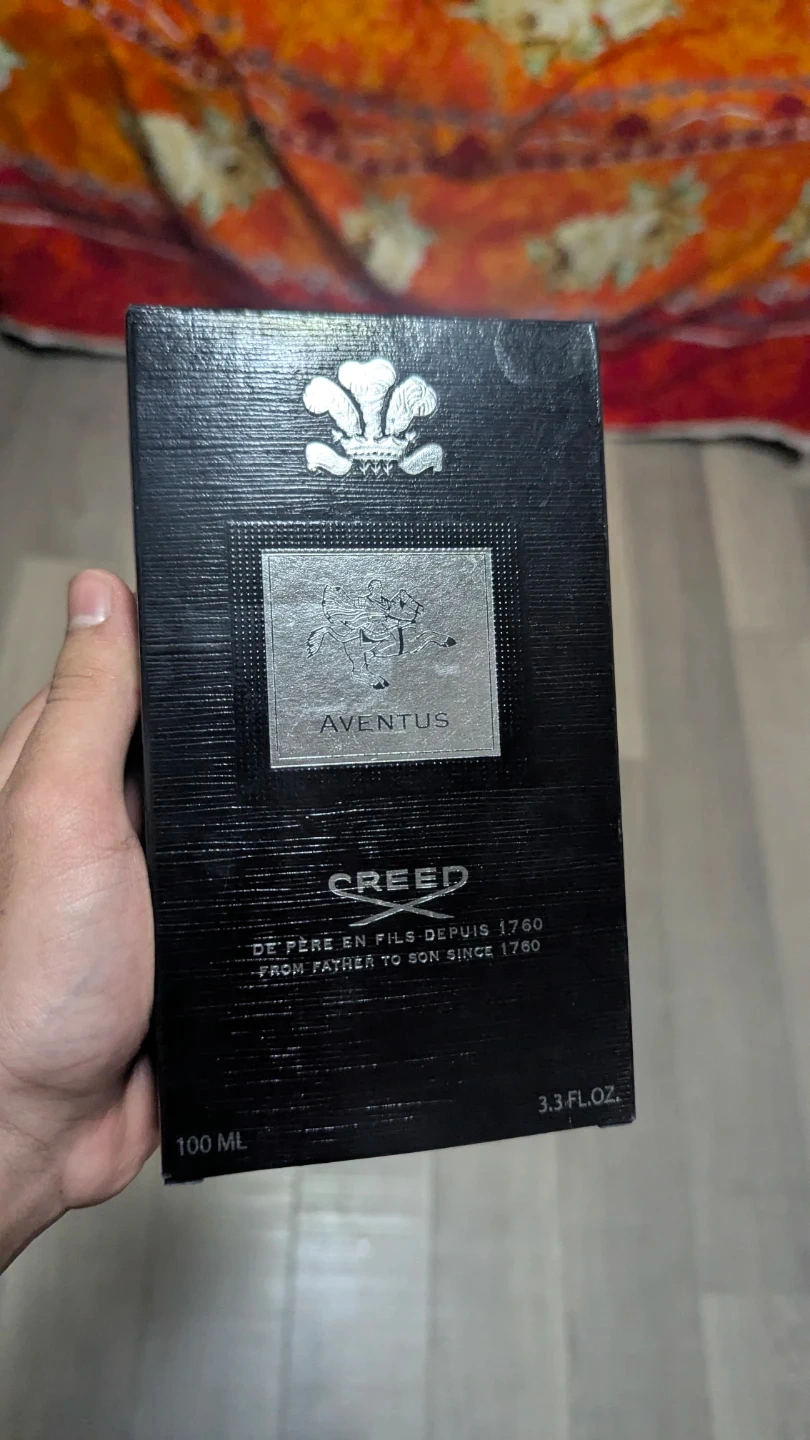 AVENTUS
CREED
DE PÈRE EN FILS DEPUIS 1760
FROM FATHER TO SON SINCE 1760
100 ML
3.3 FL.OZ.